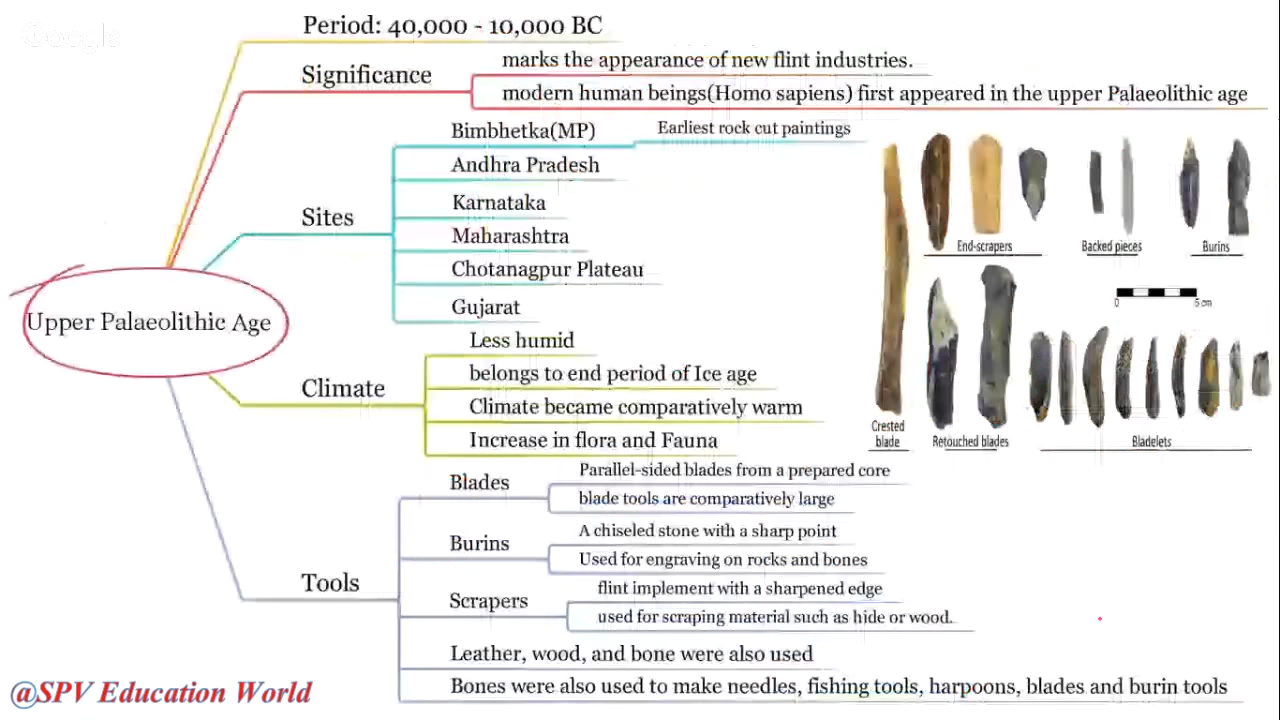 Google
Period: 40,000 - 10,000 BC
Significance
marks the appearance of new flint industries.
modern human beings(Homo sapiens) first appeared in the upper Palaeolithic age
Sites
Bimbhetka(MP)
Earliest rock cut paintings
Andhra Pradesh
Karnataka
Maharashtra
Chotanagpur Plateau
Gujarat
Upper Palaeolithic Age
Climate
Less humid
belongs to end period of Ice age
Climate became comparatively warm
Increase in flora and Fauna
Tools
Blades
Parallel-sided blades from a prepared core
blade tools are comparatively large
Burins
A chiseled stone with a sharp point
Used for engraving on rocks and bones
Scrapers
flint implement with a sharpened edge
used for scraping material such as hide or wood.
Leather, wood, and bone were also used
Bones were also used to make needles, fishing tools, harpoons, blades and burin tools
End-scrapers
Backed pieces
Burins
0 5 cm
Crested
blade
Retouched blades
Bladelets
@SPV Education World